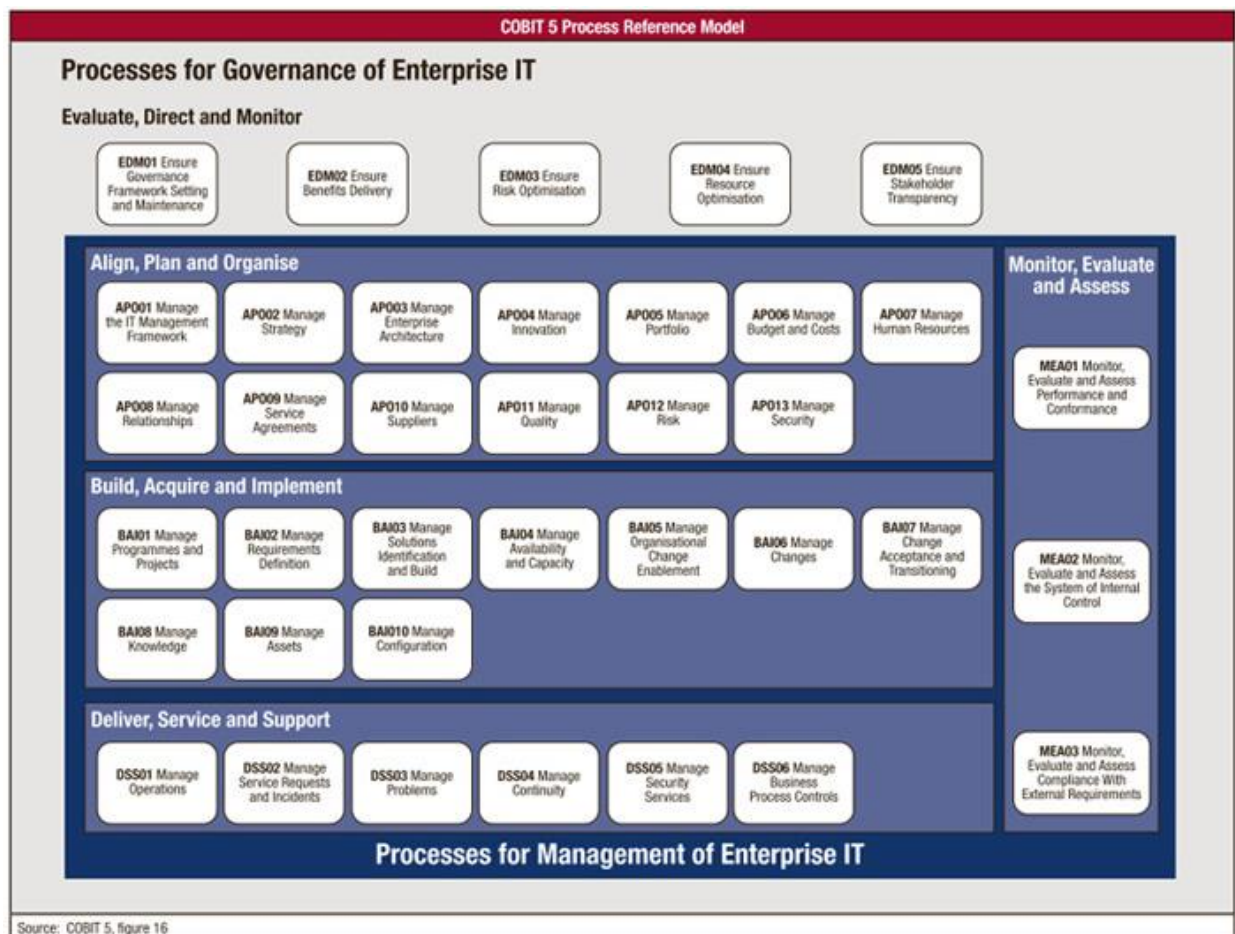 COBIT 5 Process Reference Model
Processes for Governance of Enterprise IT
Evaluate, Direct and Monitor
EDM01 Ensure
Governance
Framework Setting
and Maintenance
EDM02 Ensure
Benefits Delivery
EDM03 Ensure
Risk Optimisation
EDM04 Ensure
Resource
Optimisation
EDM05 Ensure
Stakeholder
Transparency
Align, Plan and Organise
APO01 Manage
the IT Management
Framework
APO02 Manage
Strategy
APO03 Manage
Enterprise
Architecture
APO04 Manage
Innovation
APO05 Manage
Portfolio
APO06 Manage
Budget and Costs
APO07 Manage
Human Resources
APO08 Manage
Relationships
APO09 Manage
Service
Agreements
APO10 Manage
Suppliers
APO11 Manage
Quality
APO12 Manage
Risk
APO13 Manage
Security
Build, Acquire and Implement
BAI01 Manage
Programmes and
Projects
BAI02 Manage
Requirements
Definition
BAI03 Manage
Solutions
Identification
and Build
BAI04 Manage
Availability
and Capacity
BAI05 Manage
Organisational
Change
Enablement
BAI06 Manage
Changes
BAI07 Manage
Change
Acceptance and
Transitioning
BAI08 Manage
Knowledge
BAI09 Manage
Assets
BAI010 Manage
Configuration
Deliver, Service and Support
DSS01 Manage
Operations
DSS02 Manage
Service Requests
and Incidents
DSS03 Manage
Problems
DSS04 Manage
Continuity
DSS05 Manage
Security
Services
DSS06 Manage
Business
Process Controls
Monitor, Evaluate
and Assess
MEA01 Monitor,
Evaluate and Assess
Performance and
Conformance
MEA02 Monitor,
Evaluate and Assess
the System of Internal
Control
MEA03 Monitor,
Evaluate and Assess
Compliance With
External Requirements
Processes for Management of Enterprise IT
Source: COBIT 5, figure 16